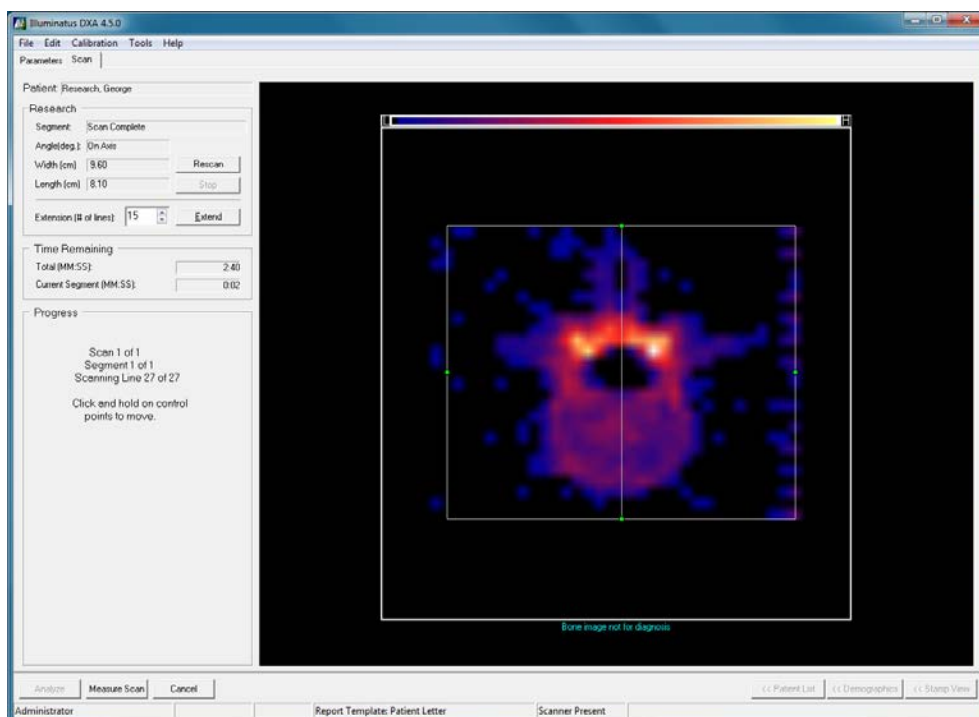 Illuminatus DXA 4.5.0
File Edit Calibration Tools Help
Parameters Scan
Patient: Research, George
Research
Segment: Scan Complete
Angle(deg.): On Axis
Width (cm) 9.60 Rescan
Length (cm) 8.10 Stop
Extension (# of lines): 15 Extend
Time Remaining
Total (MM:SS): 2:40
Current Segment (MM:SS): 0:02
Progress
Scan 1 of 1
Segment 1 of 1
Scanning Line 27 of 27
Click and hold on control
points to move.
L H
Bone image not for diagnosis
Analyze Measure Scan Cancel << Patient List << Demographics << Stamp View
Administrator Report Template: Patient Letter Scanner Present